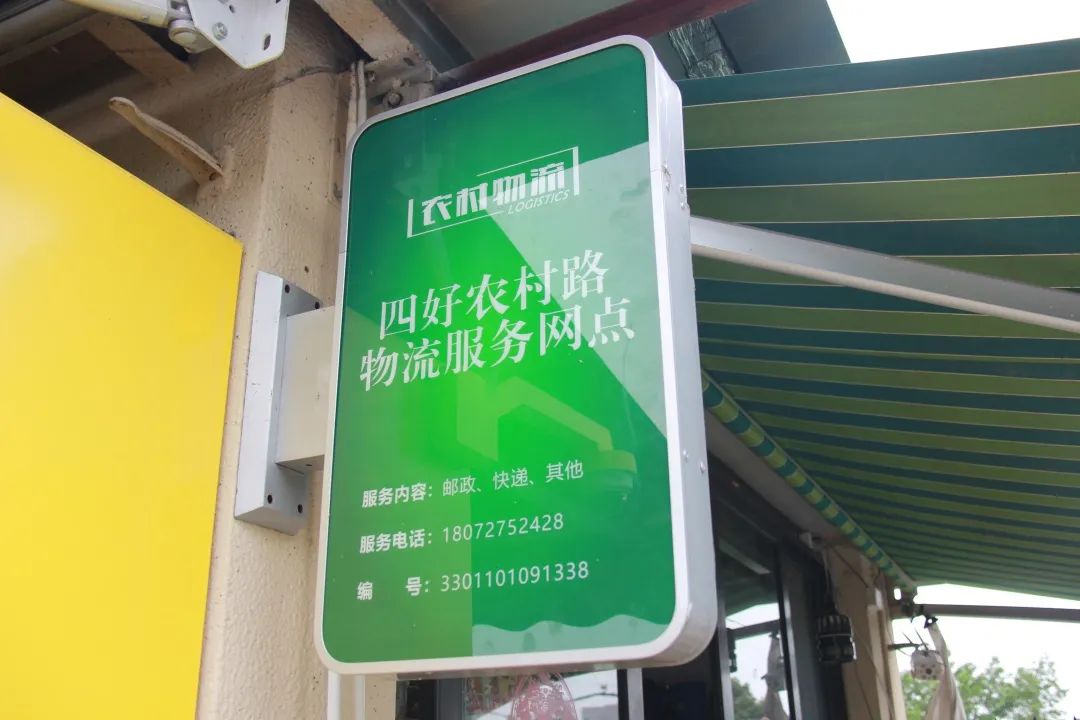 农村物流
LOGISTICS
四好农村路
物流服务网点
服务内容：邮政、快递、其他
服务电话：18072752428
编　　号：3301101091338